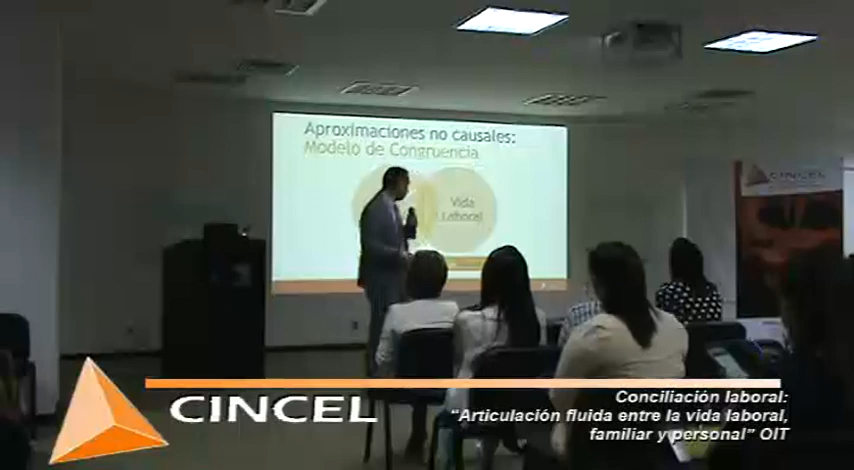 Aproximaciones no causales:
Modelo de Congruencia
Vida
Laboral
CINCEL
CINCEL
Conciliación laboral:
“Articulación fluida entre la vida laboral,
familiar y personal” OIT